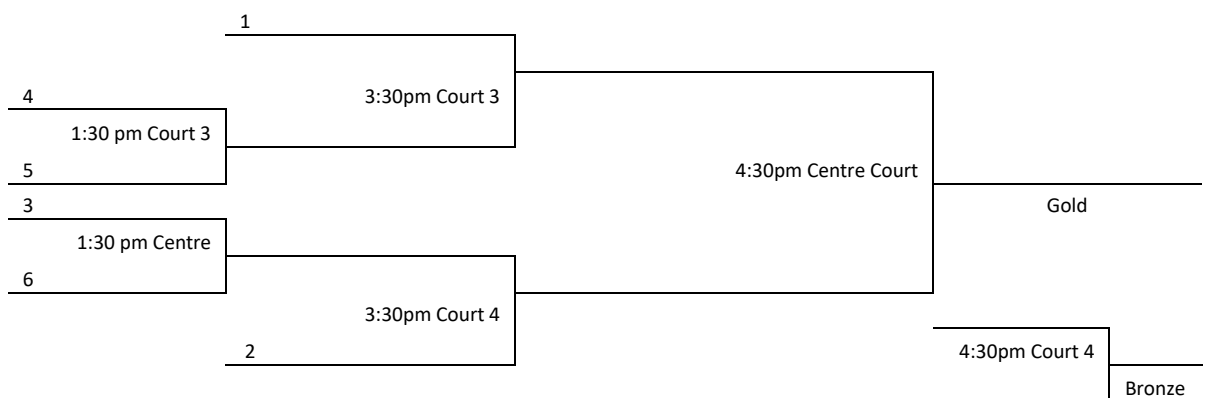 1
4
3:30pm Court 3
1:30 pm Court 3
5
4:30pm Centre Court
3
Gold
1:30 pm Centre
6
3:30pm Court 4
2
4:30pm Court 4
Bronze